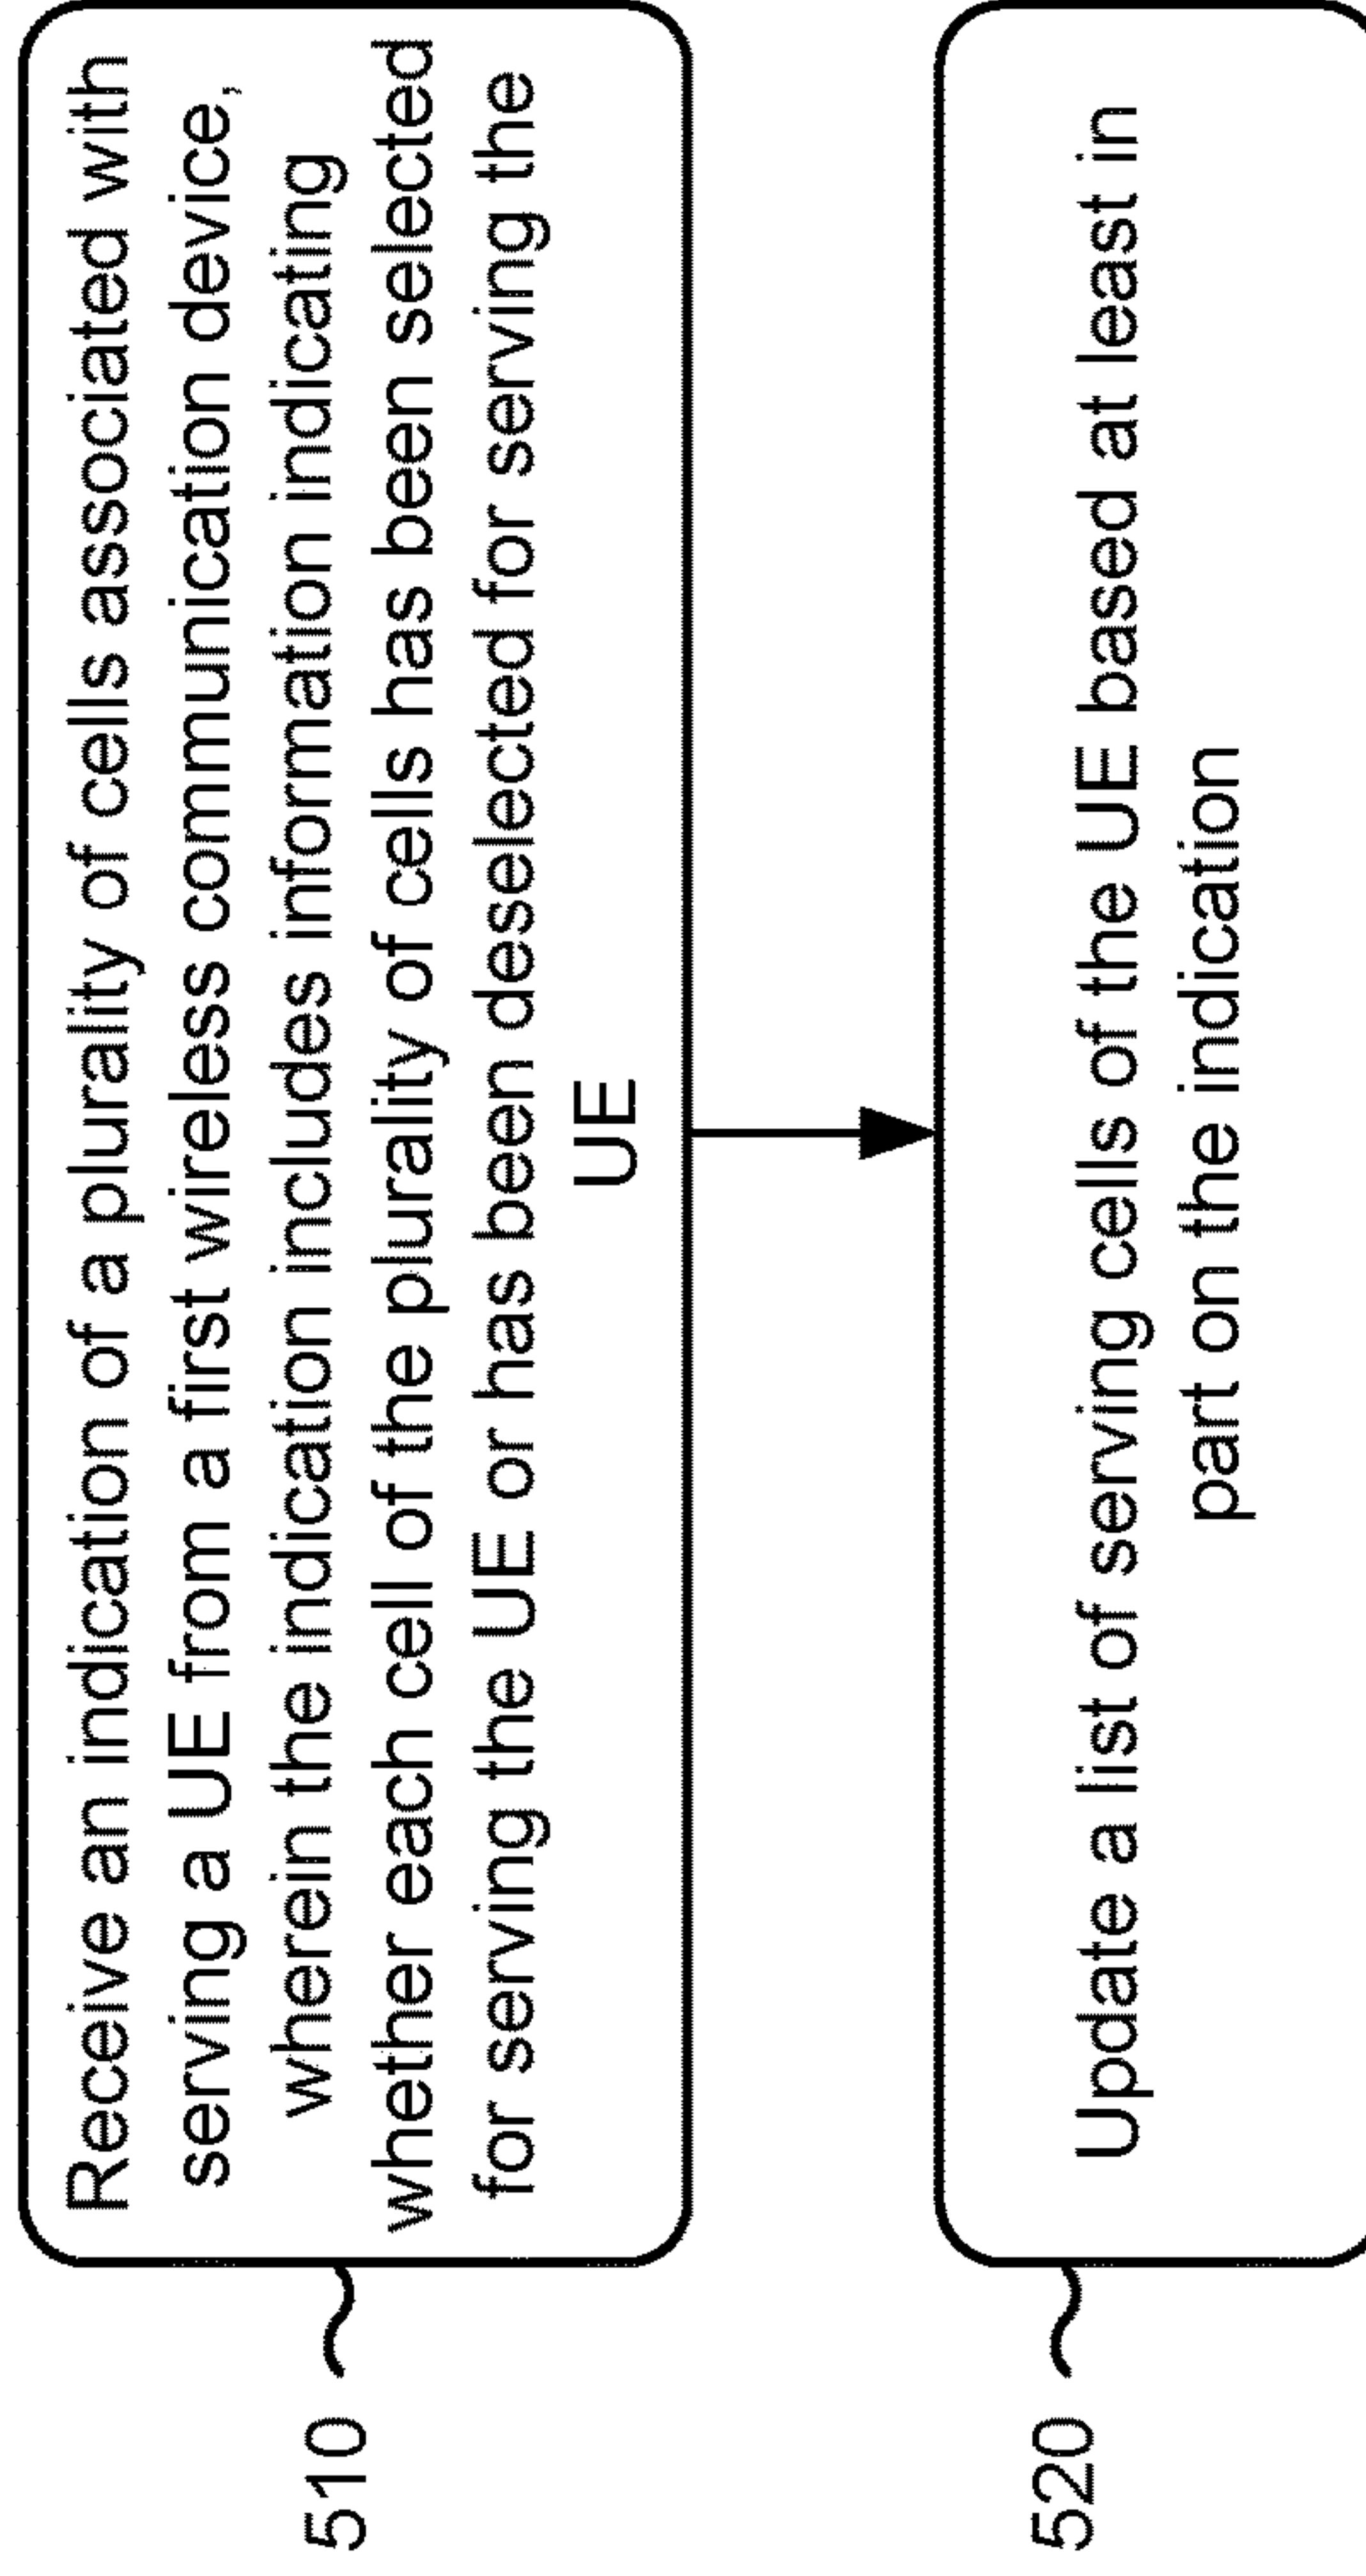 510
Receive an indication of a plurality of cells associated with
serving a UE from a first wireless communication device,
wherein the indication includes information indicating
whether each cell of the plurality of cells has been selected
for serving the UE or has been deselected for serving the
UE
520
Update a list of serving cells of the UE based at least in
part on the indication